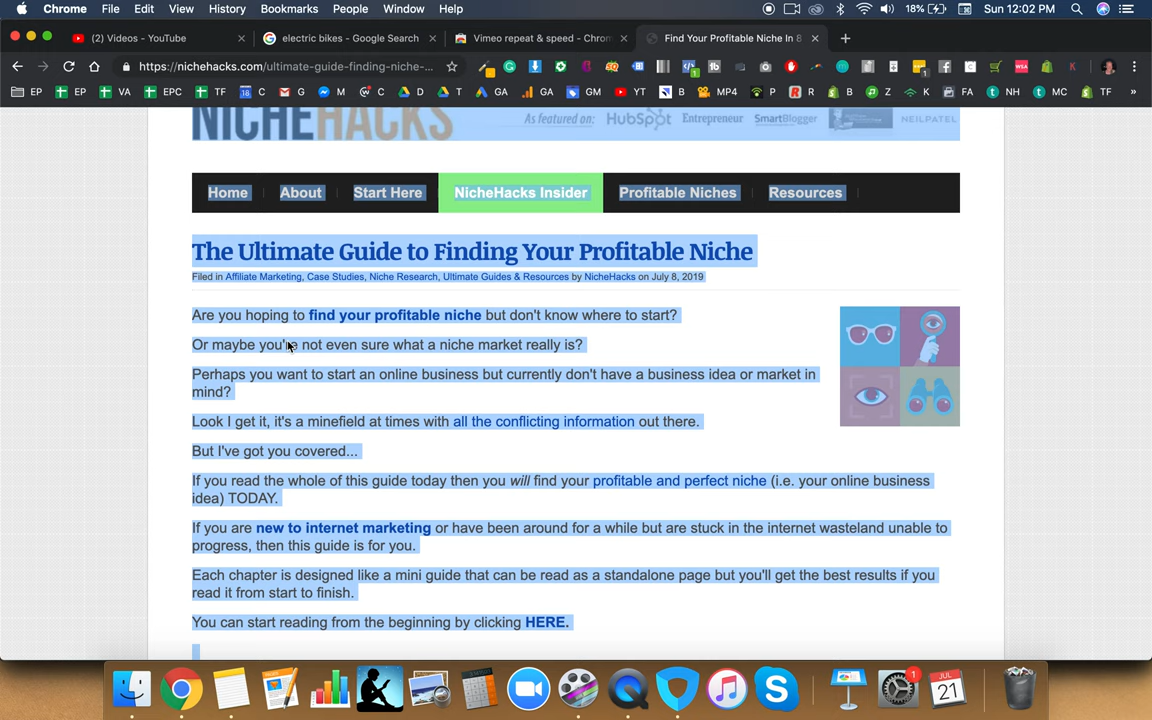 Chrome File Edit View History Bookmarks People Window Help 18% Sun 12:02 PM
(2) Videos - YouTube electric bikes - Google Search Vimeo repeat & speed - Chrom Find Your Profitable Niche In 8
https://nichehacks.com/ultimate-guide-finding-niche-...
EP EP VA EPC TF C G M C D T GA GA GM YT B MP4 P R B Z K FA NH MC TF »
NICHEHACKS As featured on: HubSpot Entrepreneur SmartBlogger NEILPATEL
Home About Start Here NicheHacks Insider Profitable Niches Resources
The Ultimate Guide to Finding Your Profitable Niche
Filed in Affiliate Marketing, Case Studies, Niche Research, Ultimate Guides & Resources by NicheHacks on July 8, 2019
Are you hoping to find your profitable niche but don't know where to start?
Or maybe you're not even sure what a niche market really is?
Perhaps you want to start an online business but currently don't have a business idea or market in
mind?
Look I get it, it's a minefield at times with all the conflicting information out there.
But I've got you covered...
If you read the whole of this guide today then you will find your profitable and perfect niche (i.e. your online business
idea) TODAY.
If you are new to internet marketing or have been around for a while but are stuck in the internet wasteland unable to
progress, then this guide is for you.
Each chapter is designed like a mini guide that can be read as a standalone page but you'll get the best results if you
read it from start to finish.
You can start reading from the beginning by clicking HERE.
JUL
21
1